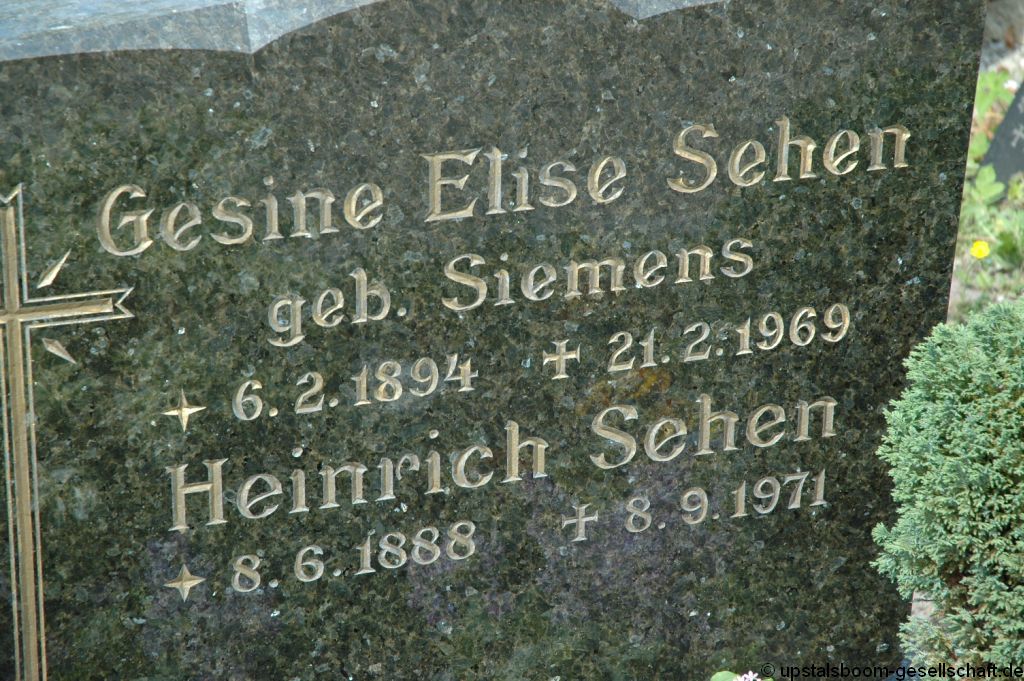 Gesine Elise Sehen
geb. Siemens
6.2.1894 21.2.1969
Heinrich Sehen
8.6.1888 8.9.1971
© upstalsboom-gesellschaft.de